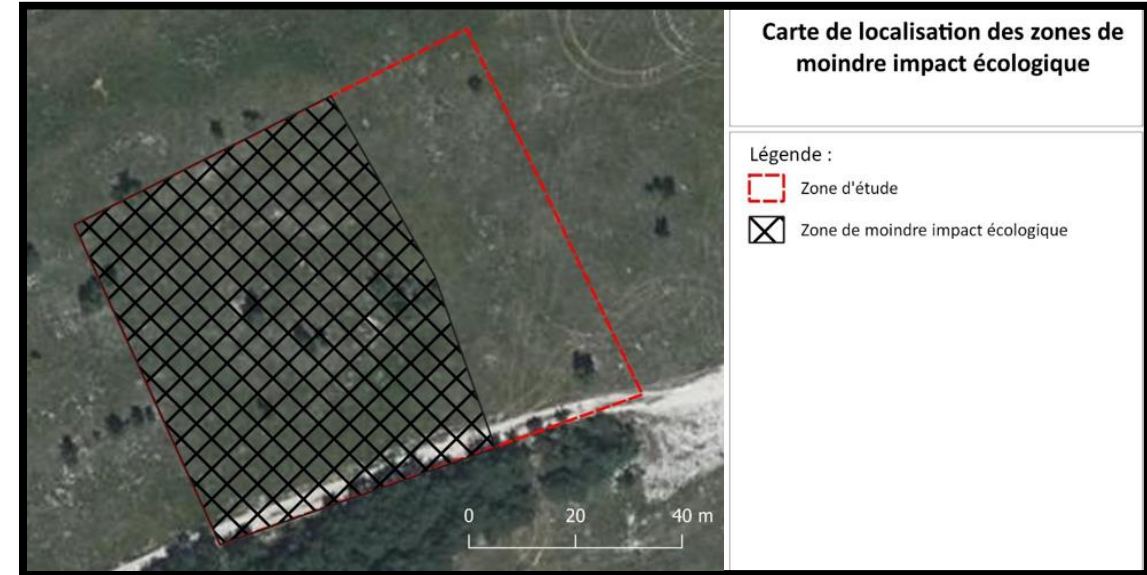 Carte de localisation des zones de
moindre impact écologique
Légende :
Zone d'étude
Zone de moindre impact écologique
0 20 40 m